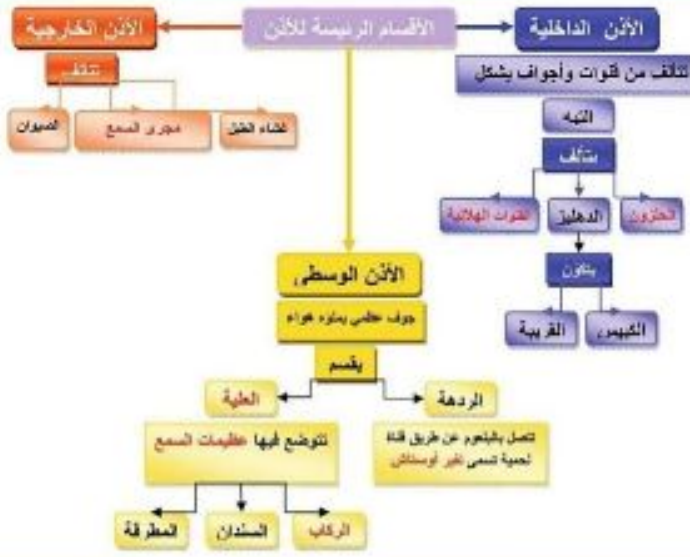 الأقسام الرئيسة للأذن
الأذن الداخلية
تتألف من قنوات وأجواف يشكل
التيه
يتألف
الحلزون
الدهليز
القنوات الهلالية
يتكون
الكييس
القريبة
الأذن الخارجية
تتألف
غشاء الطبل
مجرى السمع
الصيوان
الأذن الوسطى
جوف عظمي يملؤه هواء
يقسم
الردهة
تتصل بالبلعوم عن طريق قناة
لحمية تسمى نفير أوستاش
العلية
تتوضع فيها عظيمات السمع
الركاب
السندان
المطرقة